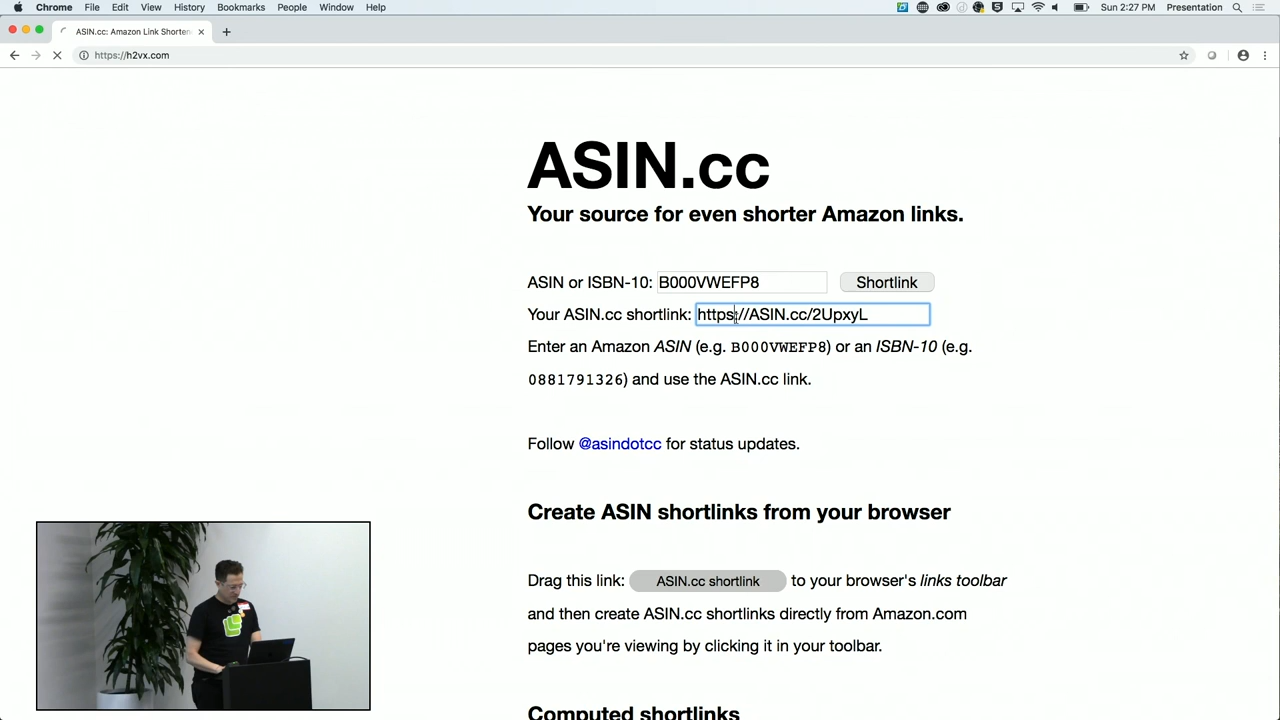 Chrome File Edit View History Bookmarks People Window Help Sun 2:27 PM Presentation
ASIN.cc: Amazon Link Shorten
https://h2vx.com
ASIN.cc
Your source for even shorter Amazon links.
ASIN or ISBN-10: B000VWEFP8 Shortlink
Your ASIN.cc shortlink: https://ASIN.cc/2UpxyL
Enter an Amazon ASIN (e.g. B000VWEFP8) or an ISBN-10 (e.g.
0881791326) and use the ASIN.cc link.
Follow @asindotcc for status updates.
Create ASIN shortlinks from your browser
Drag this link: ASIN.cc shortlink to your browser's links toolbar
and then create ASIN.cc shortlinks directly from Amazon.com
pages you're viewing by clicking it in your toolbar.
Computed shortlinks